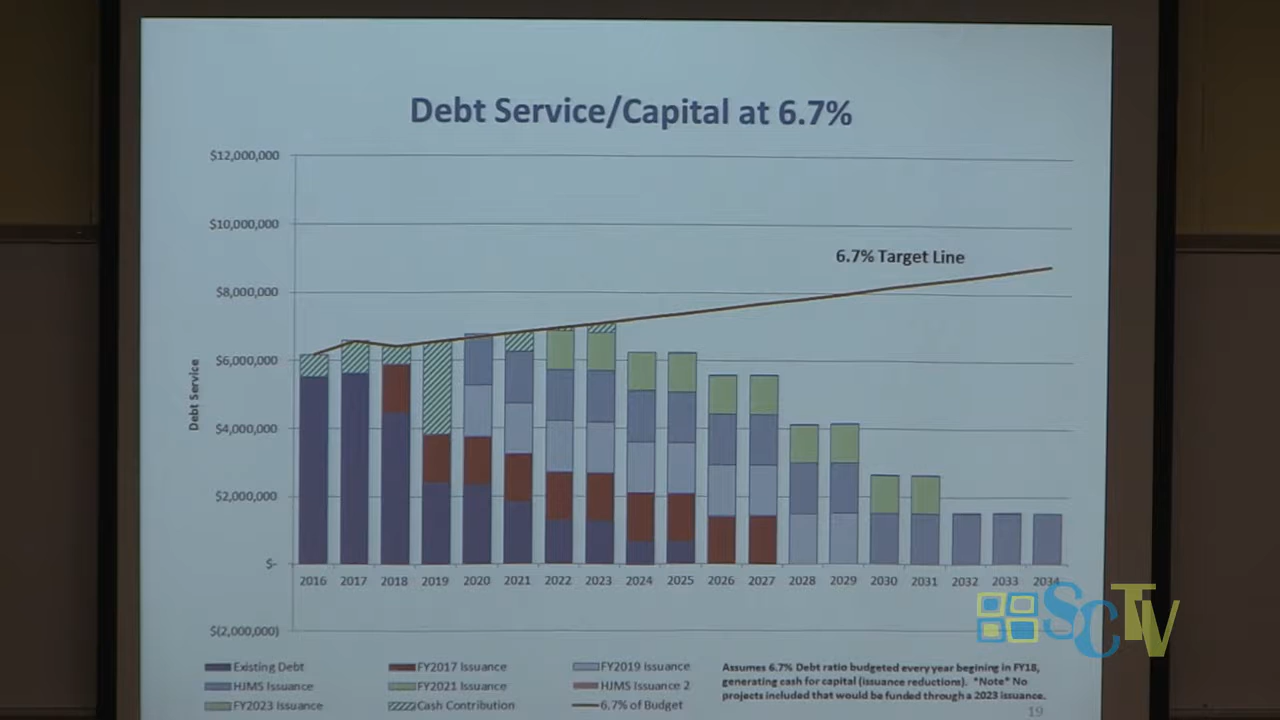 Debt Service/Capital at 6.7%
$12,000,000
$10,000,000
6.7% Target Line
$8,000,000
$6,000,000
Debt Service
$4,000,000
$2,000,000
$-
2016 2017 2018 2019 2020 2021 2022 2023 2024 2025 2026 2027 2028 2029 2030 2031 2032 2033 2034
$(2,000,000)
Existing Debt FY2017 Issuance FY2019 Issuance
HJMS Issuance FY2021 Issuance HJMS Issuance 2
FY2023 Issuance Cash Contribution 6.7% of Budget
Assumes 6.7% Debt ratio budgeted every year begining in FY18,
generating cash for capital (issuance reductions). *Note* No
projects included that would be funded through a 2023 issuance.
19
SCTV